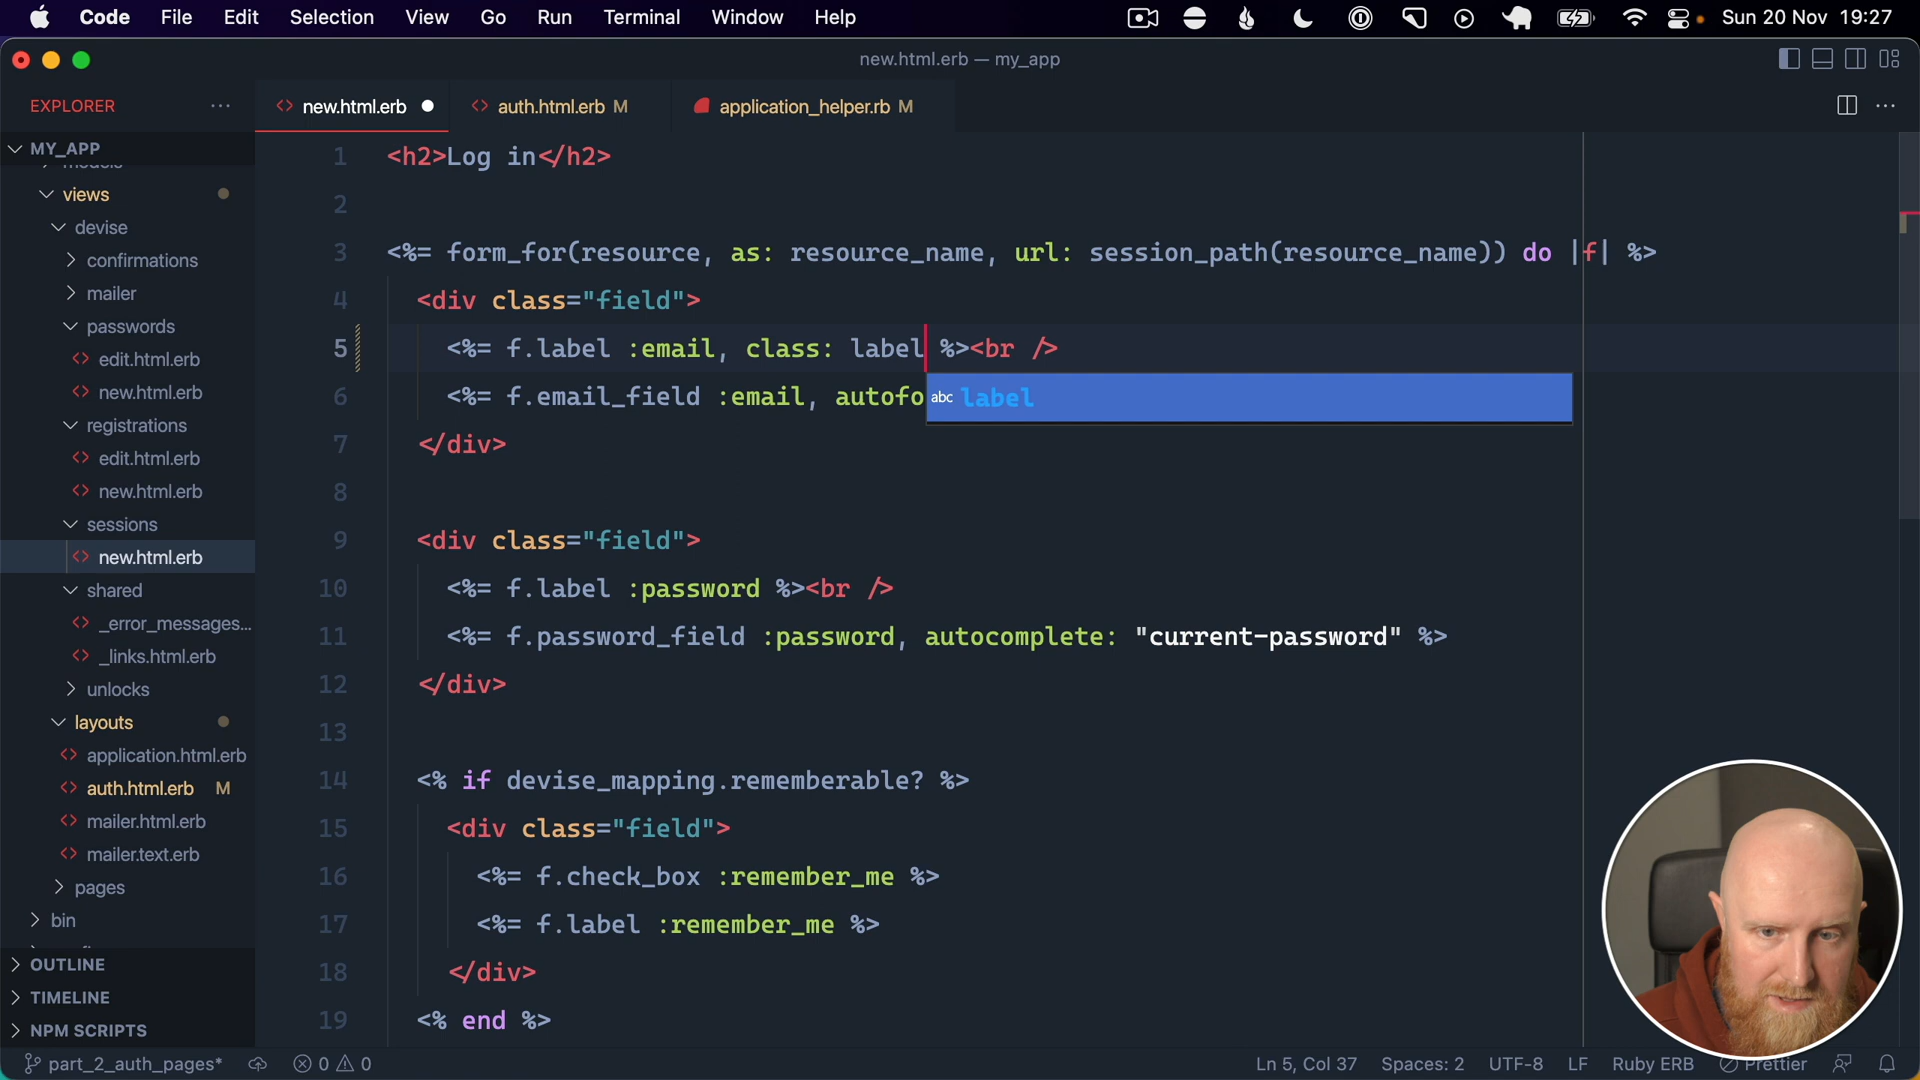 Code File Edit Selection View Go Run Terminal Window Help Sun 20 Nov 19:27
new.html.erb — my_app
EXPLORER ···
new.html.erb
auth.html.erb M
application_helper.rb M
MY_APP
models
views
devise
confirmations
mailer
passwords
edit.html.erb
new.html.erb
registrations
edit.html.erb
new.html.erb
sessions
new.html.erb
shared
_error_messages...
_links.html.erb
unlocks
layouts
application.html.erb
auth.html.erb M
mailer.html.erb
mailer.text.erb
pages
bin
OUTLINE
TIMELINE
NPM SCRIPTS
1 <h2>Log in</h2>
2
3 <%= form_for(resource, as: resource_name, url: session_path(resource_name)) do |f| %>
4 <div class="field">
5 <%= f.label :email, class: label %><br />
6 <%= f.email_field :email, autofo
abc label
7 </div>
8
9 <div class="field">
10 <%= f.label :password %><br />
11 <%= f.password_field :password, autocomplete: "current-password" %>
12 </div>
13
14 <% if devise_mapping.rememberable? %>
15 <div class="field">
16 <%= f.check_box :remember_me %>
17 <%= f.label :remember_me %>
18 </div>
19 <% end %>
part_2_auth_pages* 0 0 Ln 5, Col 37 Spaces: 2 UTF-8 LF Ruby ERB Prettier